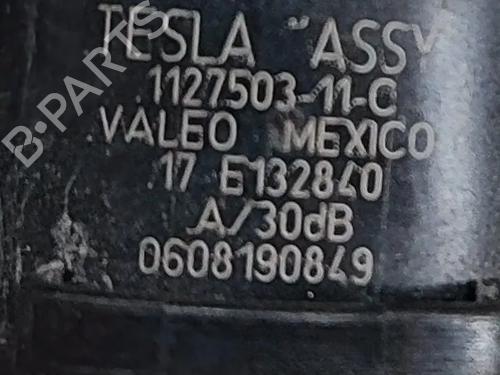 TESLA "ASSY
1127503-11-C
VALEO MEXICO
17 E132840
A/30dB
0608190849
B-PARTS